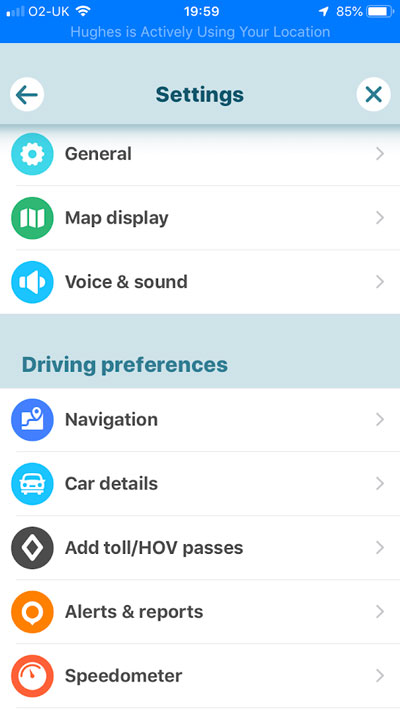 O2-UK 19:59 85%
Hughes is Actively Using Your Location
Settings
General
Map display
Voice & sound
Driving preferences
Navigation
Car details
Add toll/HOV passes
Alerts & reports
Speedometer